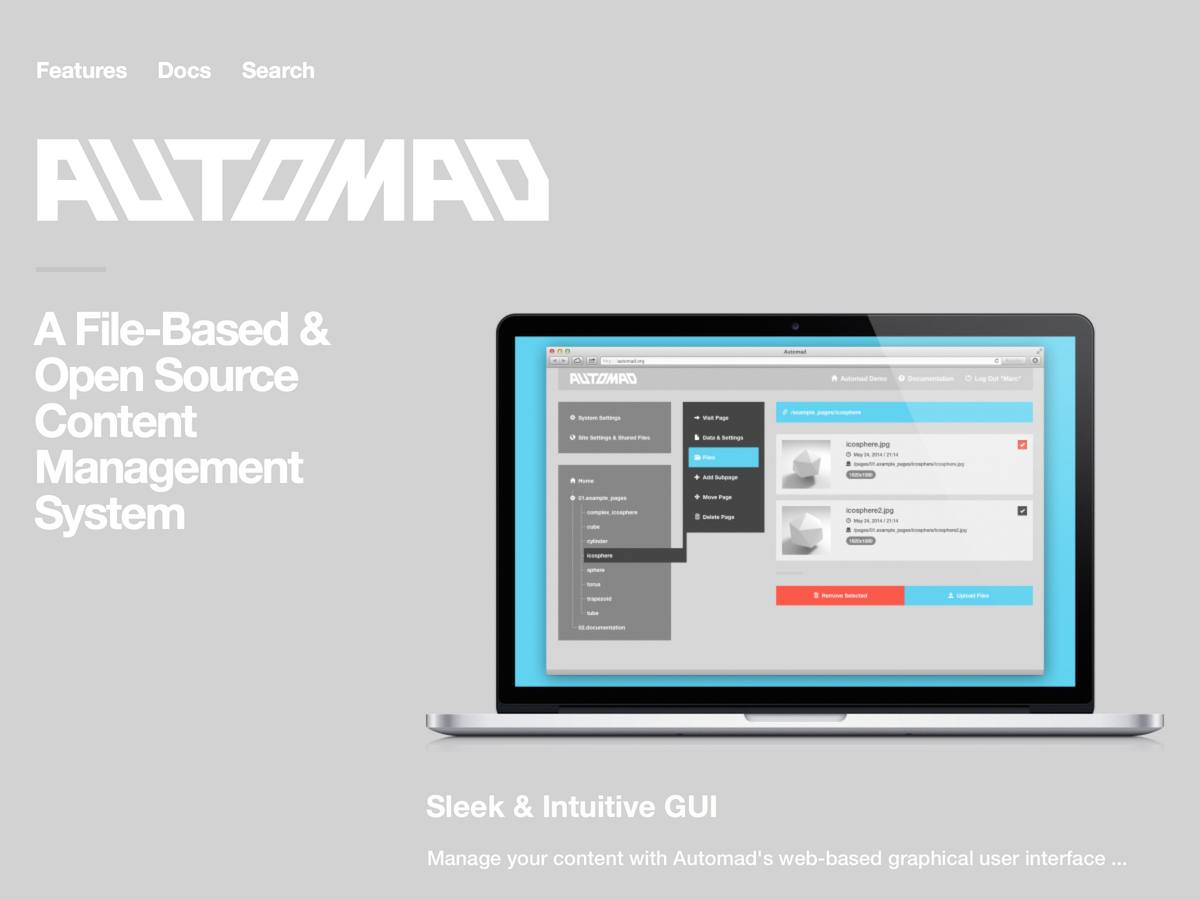 Features Docs Search
AUTOMAD
A File-Based &
Open Source
Content
Management
System
Automad
automad.org
AUTOMAD
Automad Demo Documentation Log Out "Marc"
System Settings
Site Settings & Shared Files
Home
01.example_pages
complex_icosphere
cube
cylinder
icosphere
sphere
torus
trapezoid
tube
02.documentation
Visit Page
Data & Settings
Files
Add Subpage
Move Page
Delete Page
/example_pages/icosphere
icosphere.jpg
May 24, 2014 / 21:14
/pages/01.example_pages/icosphere/icosphere.jpg
icosphere2.jpg
May 24, 2014 / 21:14
/pages/01.example_pages/icosphere/icosphere2.jpg
Remove Selected Upload Files
Sleek & Intuitive GUI
Manage your content with Automad's web-based graphical user interface ...